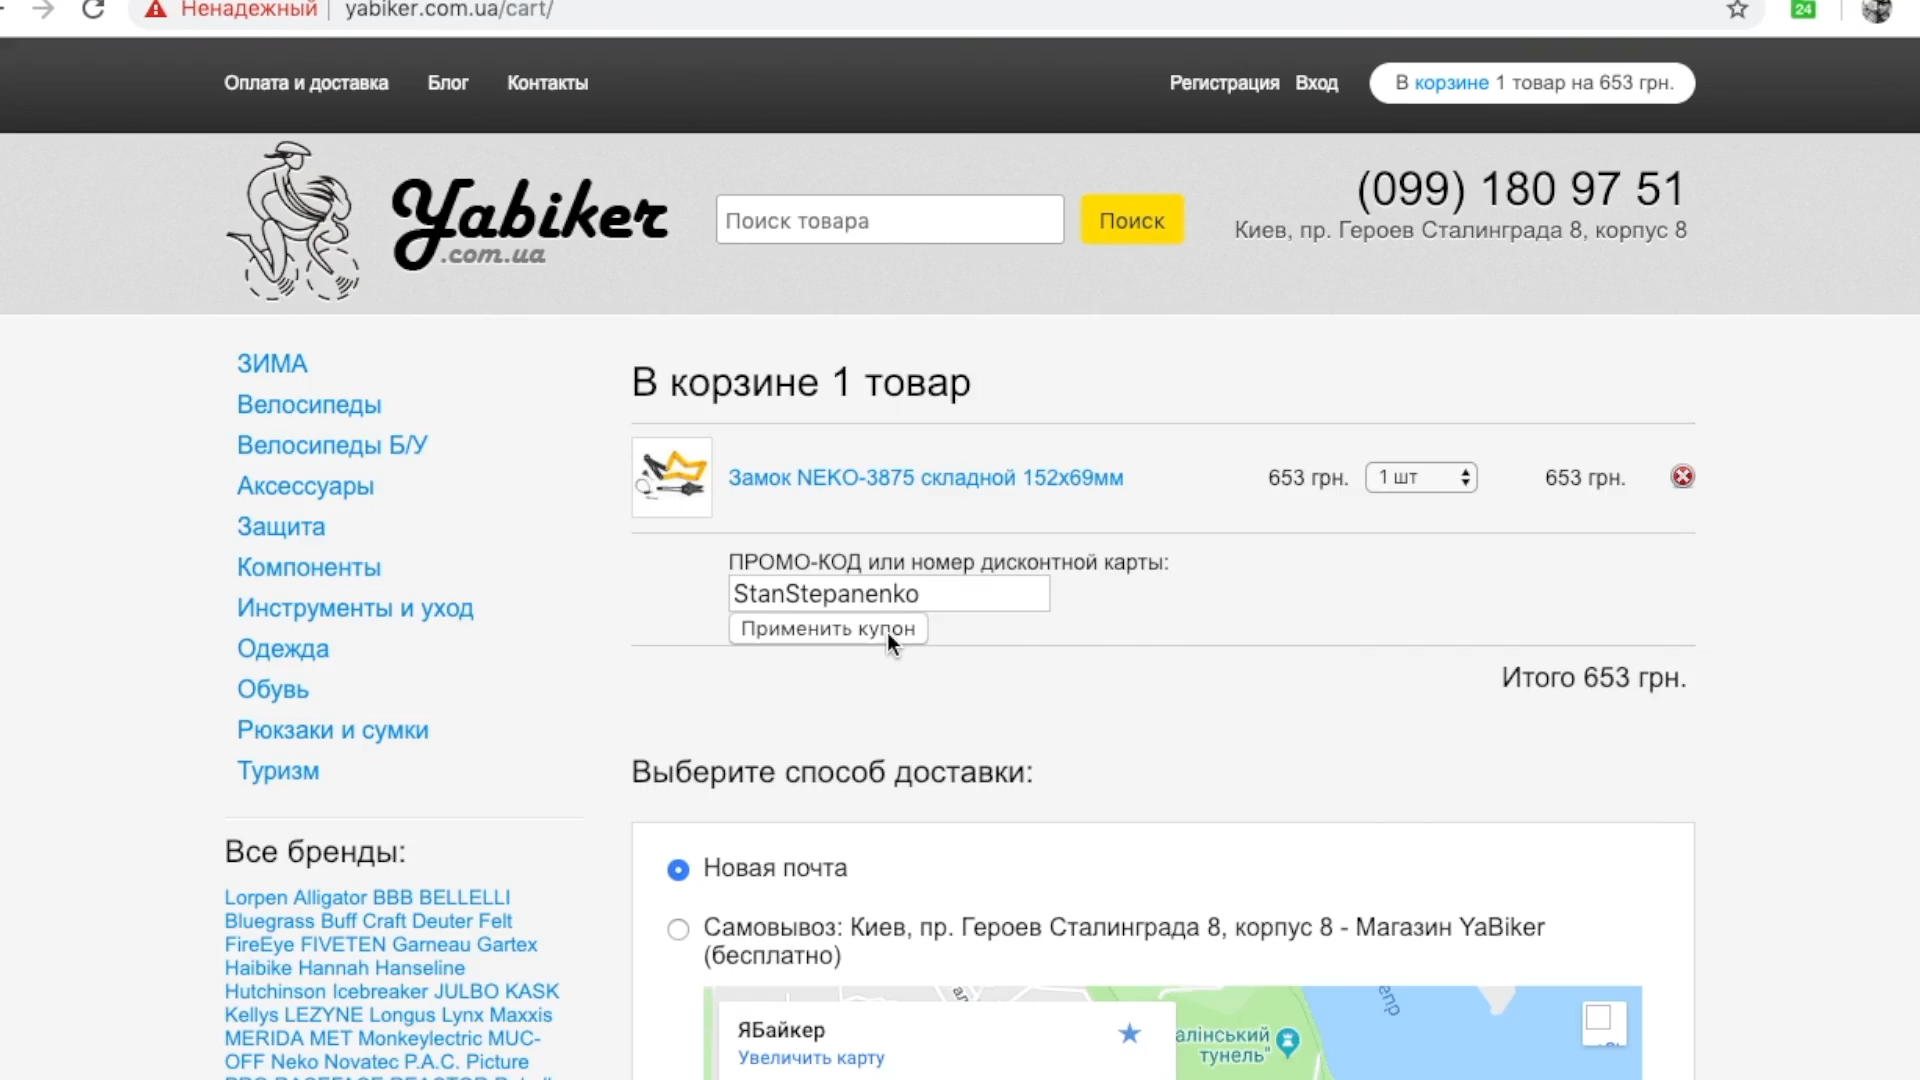 Ненадежный yabiker.com.ua/cart/
24
Оплата и доставка Блог Контакты Регистрация Вход В корзине 1 товар на 653 грн.
Yabiker
.com.ua
Поиск товара Поиск
(099) 180 97 51
Киев, пр. Героев Сталинграда 8, корпус 8
ЗИМА
Велосипеды
Велосипеды Б/У
Аксессуары
Защита
Компоненты
Инструменты и уход
Одежда
Обувь
Рюкзаки и сумки
Туризм
Все бренды:
Lorpen Alligator BBB BELLELLI
Bluegrass Buff Craft Deuter Felt
FireEye FIVETEN Garneau Gartex
Haibike Hannah Hanseline
Hutchinson Icebreaker JULBO KASK
Kellys LEZYNE Longus Lynx Maxxis
MERIDA MET Monkeylectric MUC-
OFF Neko Novatec P.A.C. Picture
В корзине 1 товар
Замок NEKO-3875 складной 152х69мм 653 грн. 1 шт 653 грн.
ПРОМО-КОД или номер дисконтной карты:
StanStepanenko
Применить купон
Итого 653 грн.
Выберите способ доставки:
Новая почта
Самовывоз: Киев, пр. Героев Сталинграда 8, корпус 8 - Магазин YaBiker
(бесплатно)
ЯБайкер
Увеличить карту
алінський
тунель"
епр